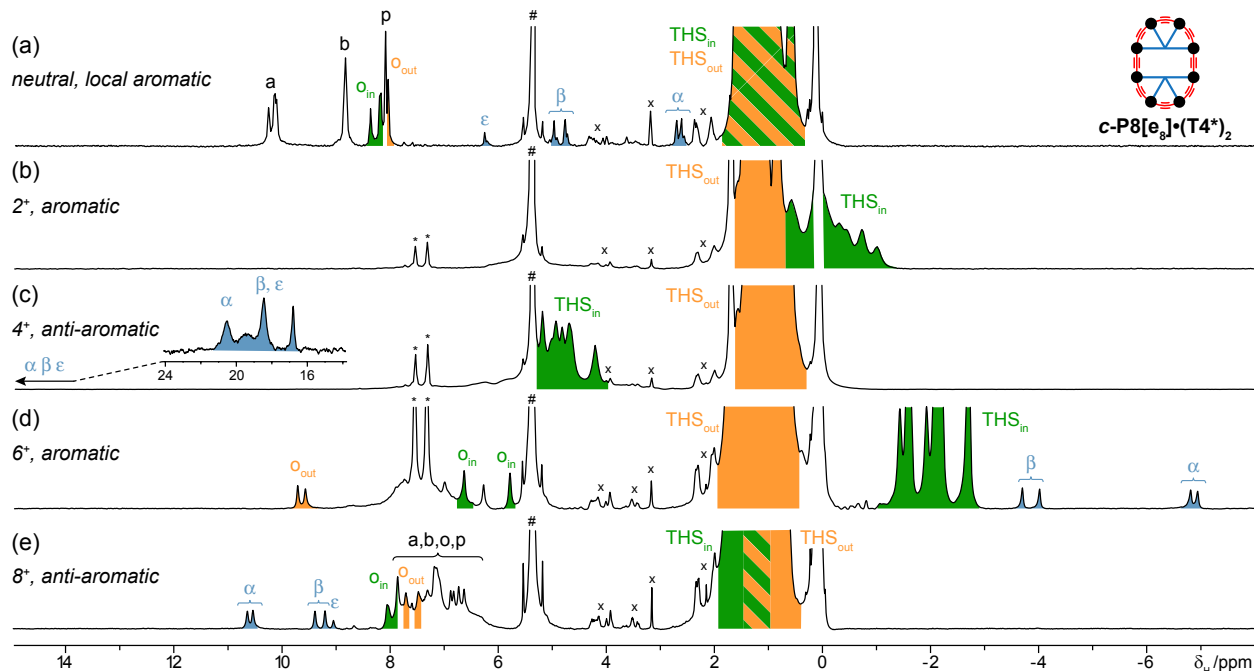 (a)
neutral, local aromatic
a
b
p
o_in
o_out
ε
#
β
x
α
x
x
THS_in
THS_out
c-P8[e₈]•(T4*)₂
(b)
2⁺, aromatic
*
*
x
x
x
THS_out
THS_in
(c)
4⁺, anti-aromatic
α
β, ε
α β ε
24
20
16
*
*
#
THS_in
x
x
x
THS_out
(d)
6⁺, aromatic
o_out
*
*
o_in
o_in
#
x
x
x
x
THS_out
THS_in
β
α
(e)
8⁺, anti-aromatic
α
β
ε
a,b,o,p
o_in
o_out
#
x
x
x
x
THS_in
THS_out
14
12
10
8
6
4
2
0
-2
-4
-6
δ_H /ppm